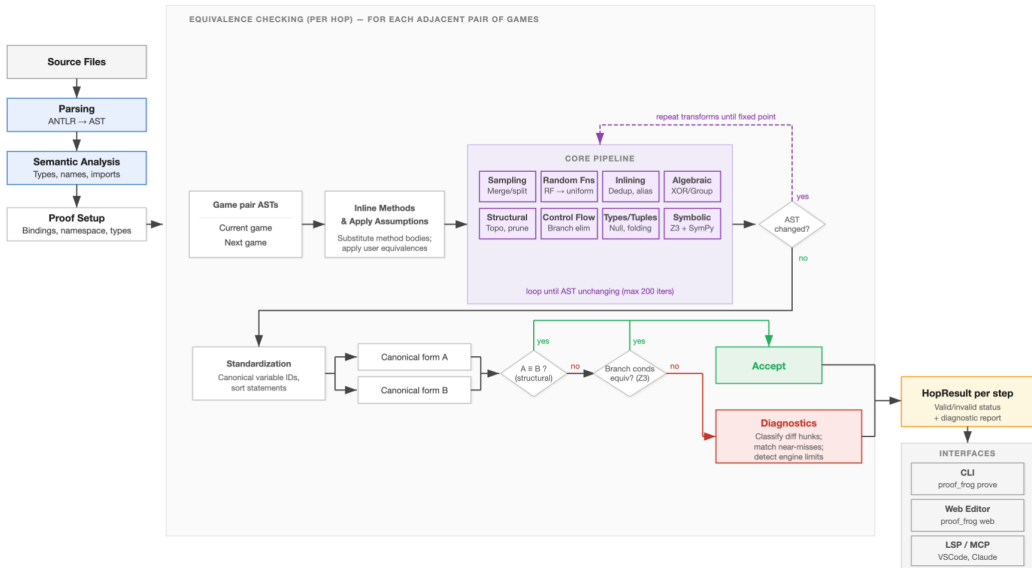 EQUIVALENCE CHECKING (PER HOP) — FOR EACH ADJACENT PAIR OF GAMES
Source Files
Parsing
ANTLR → AST
Semantic Analysis
Types, names, imports
Proof Setup
Bindings, namespace, types
Game pair ASTs
Current game
Next game
Inline Methods
& Apply Assumptions
Substitute method bodies;
apply user equivalences
repeat transforms until fixed point
CORE PIPELINE
Sampling
Merge/split
Random Fns
RF → uniform
Inlining
Dedup, alias
Algebraic
XOR/Group
Structural
Topo, prune
Control Flow
Branch elim
Types/Tuples
Null, folding
Symbolic
Z3 + SymPy
loop until AST unchanging (max 200 iters)
yes
AST
changed?
no
Standardization
Canonical variable IDs,
sort statements
Canonical form A
Canonical form B
yes
A ≡ B ?
(structural)
no
yes
Branch conds
equiv? (Z3)
no
Accept
Diagnostics
Classify diff hunks;
match near-misses;
detect engine limits
HopResult per step
Valid/invalid status
+ diagnostic report
INTERFACES
CLI
proof_frog prove
Web Editor
proof_frog web
LSP / MCP
VSCode, Claude